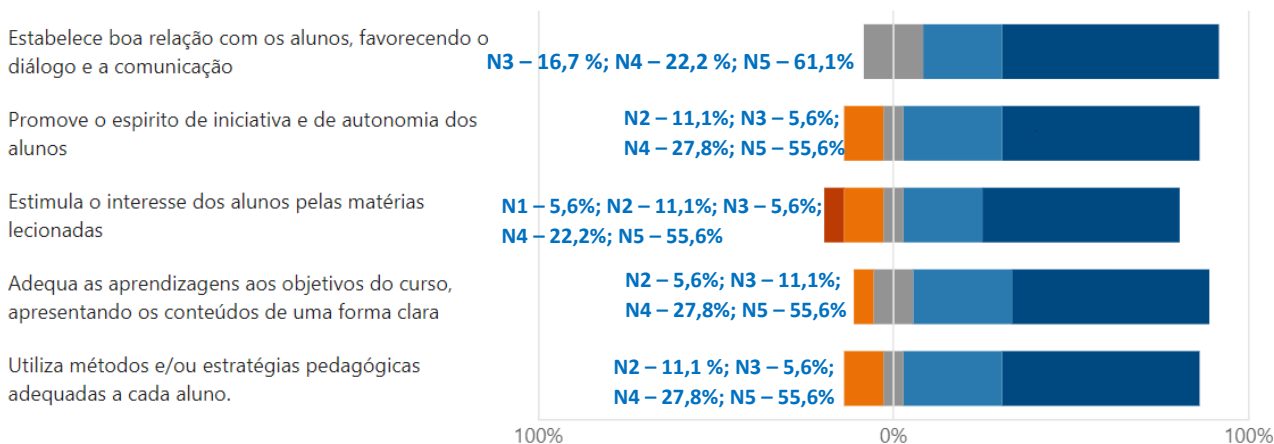 Estabelece boa relação com os alunos, favorecendo o
diálogo e a comunicação
N3 – 16,7 %; N4 – 22,2 %; N5 – 61,1%
Promove o espirito de iniciativa e de autonomia dos
alunos
N2 – 11,1%; N3 – 5,6%;
N4 – 27,8%; N5 – 55,6%
Estimula o interesse dos alunos pelas matérias
lecionadas
N1 – 5,6%; N2 – 11,1%; N3 – 5,6%;
N4 – 22,2%; N5 – 55,6%
Adequa as aprendizagens aos objetivos do curso,
apresentando os conteúdos de uma forma clara
N2 – 5,6%; N3 – 11,1%;
N4 – 27,8%; N5 – 55,6%
Utiliza métodos e/ou estratégias pedagógicas
adequadas a cada aluno.
N2 – 11,1 %; N3 – 5,6%;
N4 – 27,8%; N5 – 55,6%
100% 0% 100%